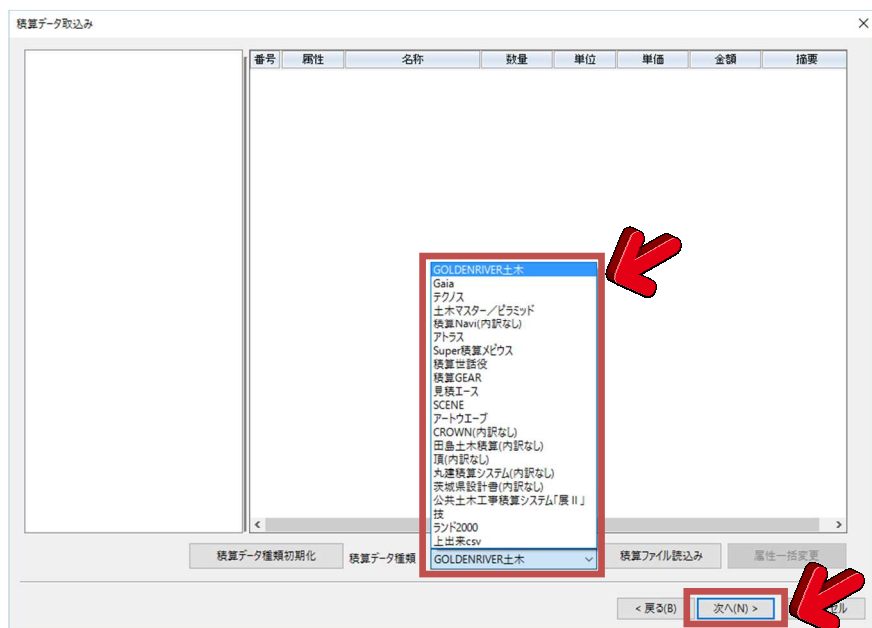 積算データ取込み
番号 属性 名称 数量 単位 単価 金額 摘要
GOLDENRIVER土木
Gaia
テクノス
土木マスター／ピラミッド
積算Navi(内訳なし)
アトラス
Super積算メビウス
積算世話役
積算GEAR
見積エース
SCENE
アートウエーブ
CROWN(内訳なし)
田島土木積算(内訳なし)
頂(内訳なし)
丸建積算システム(内訳なし)
茨城県設計書(内訳なし)
公共土木工事積算システム「展Ⅱ」
技
ランド2000
上出来csv
積算データ種類初期化 積算データ種類 GOLDENRIVER土木 積算ファイル読込み 属性一括変更
< 戻る(B) 次へ(N) > セル